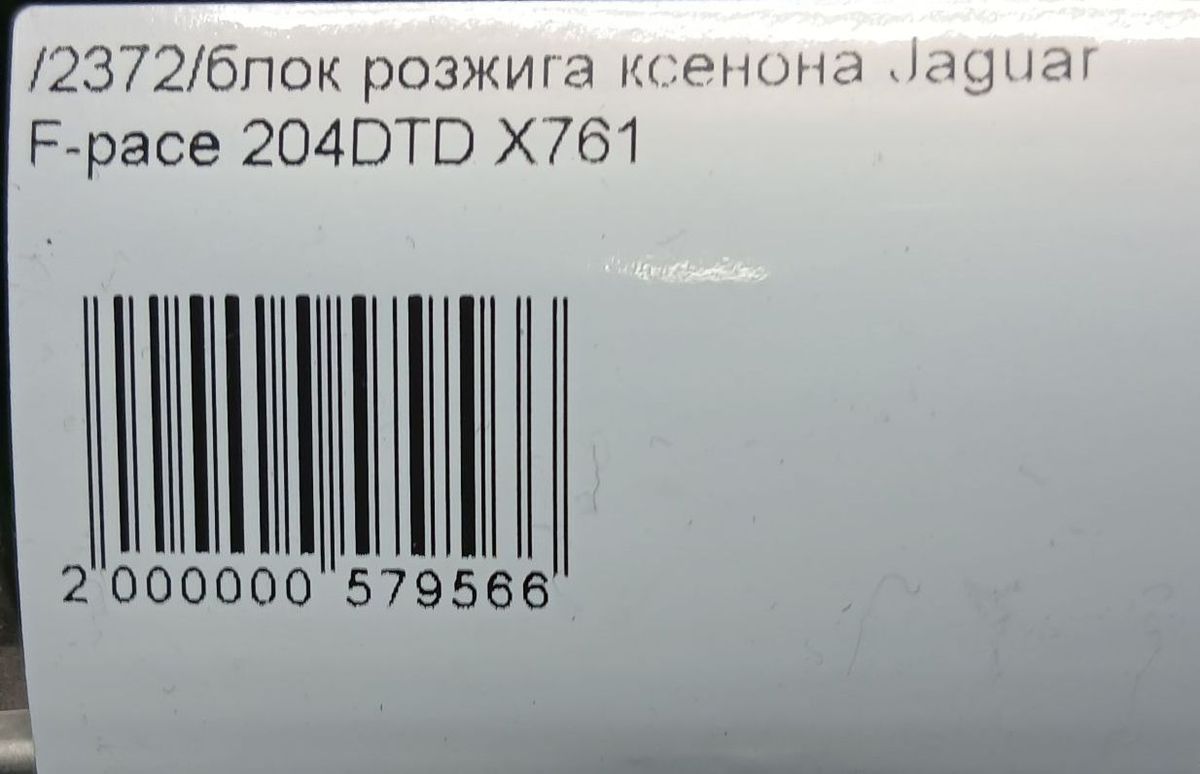 /2372/блок розжига ксенона Jaguar
F-pace 204DTD X761
2 000000 579566